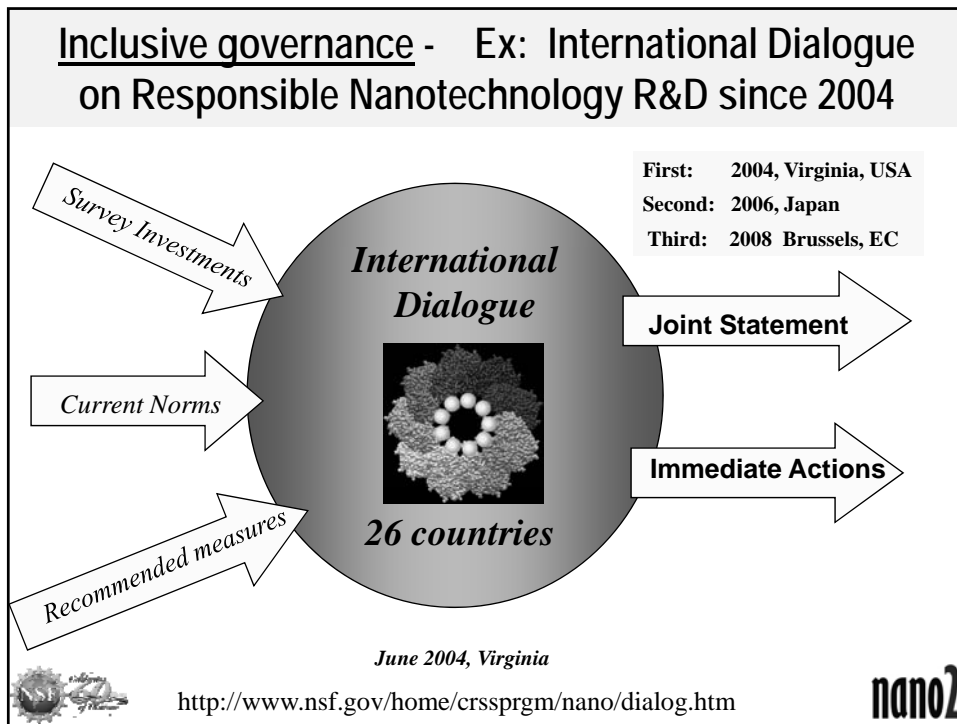 Inclusive governance - Ex: International Dialogue
on Responsible Nanotechnology R&D since 2004
First: 2004, Virginia, USA
Second: 2006, Japan
Third: 2008 Brussels, EC
Survey Investments
Current Norms
Recommended measures
International
Dialogue
26 countries
Joint Statement
Immediate Actions
June 2004, Virginia
NSF
http://www.nsf.gov/home/crssprgm/nano/dialog.htm
nano2